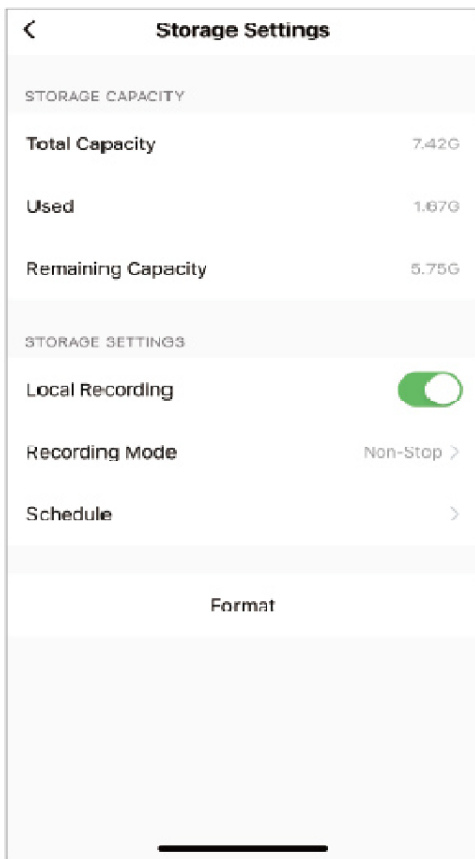 Storage Settings
STORAGE CAPACITY
Total Capacity 7.42G
Used 1.67G
Remaining Capacity 5.75G
STORAGE SETTINGS
Local Recording
Recording Mode Non-Stop >
Schedule >
Format